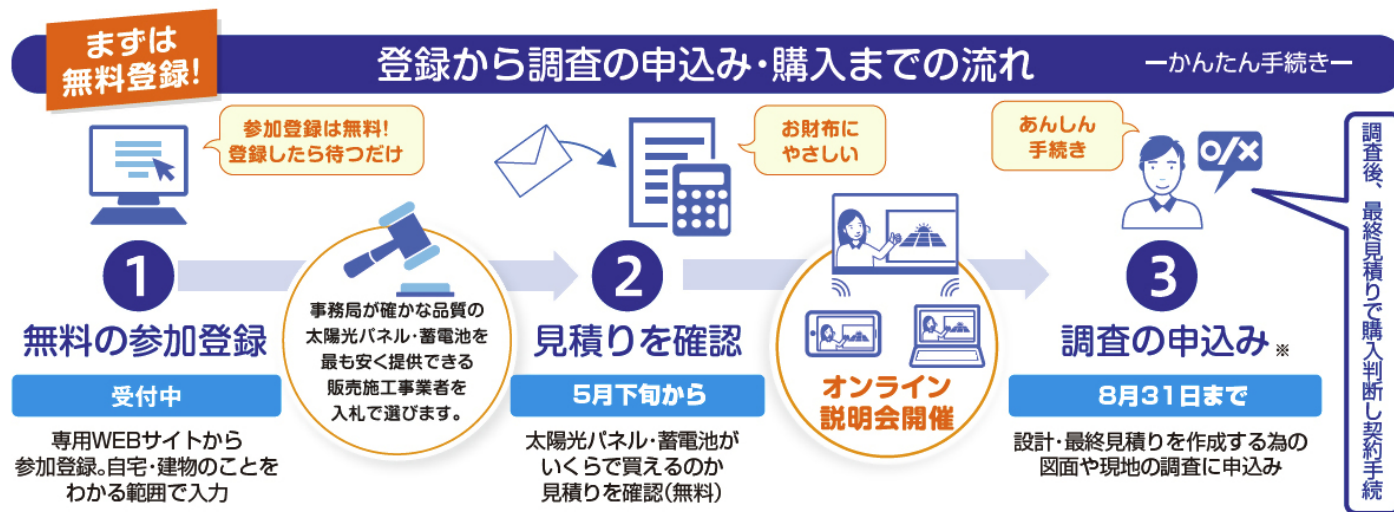 まずは
無料登録!
登録から調査の申込み・購入までの流れ
ーかんたん手続きー
参加登録は無料!
登録したら待つだけ
1
無料の参加登録
受付中
専用WEBサイトから
参加登録。自宅・建物のことを
わかる範囲で入力
事務局が確かな品質の
太陽光パネル・蓄電池を
最も安く提供できる
販売施工事業者を
入札で選びます。
お財布に
やさしい
2
見積りを確認
5月下旬から
太陽光パネル・蓄電池が
いくらで買えるのか
見積りを確認(無料)
オンライン
説明会開催
あんしん
手続き
o/×
3
調査の申込み※
8月31日まで
設計・最終見積りを作成する為の
図面や現地の調査に申込み
調査後、最終見積りで購入判断し契約手続